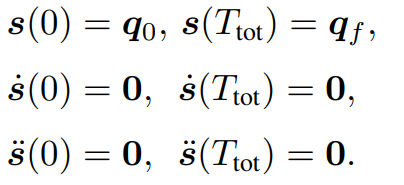 s(0) = q₀, s(T_tot) = q_f,
ṡ(0) = 0, ṡ(T_tot) = 0,
s̈(0) = 0, s̈(T_tot) = 0.